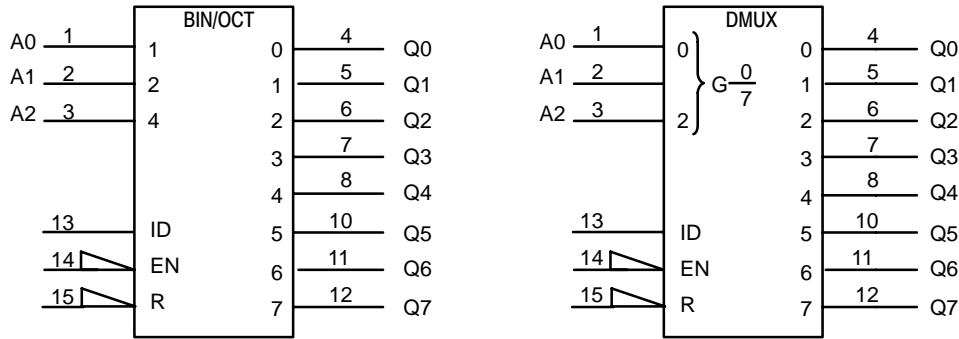 BIN/OCT
A0 1 1 0 4 Q0
A1 2 2 1 5 Q1
A2 3 4 2 6 Q2
3 7 Q3
4 8 Q4
13 ID 5 10 Q5
14 EN 6 11 Q6
15 R 7 12 Q7
DMUX
A0 1 0 0 4 Q0
A1 2 G 0/7 1 5 Q1
A2 3 2 2 6 Q2
3 7 Q3
4 8 Q4
13 ID 5 10 Q5
14 EN 6 11 Q6
15 R 7 12 Q7